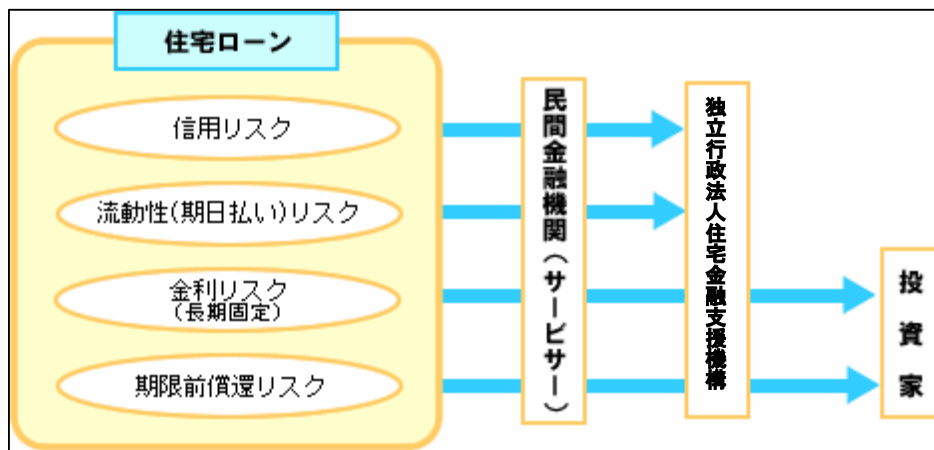 住宅ローン
信用リスク
流動性(期日払い)リスク
金利リスク
(長期固定)
期限前償還リスク
民間金融機関(サービサー)
独立行政法人住宅金融支援機構
投資家